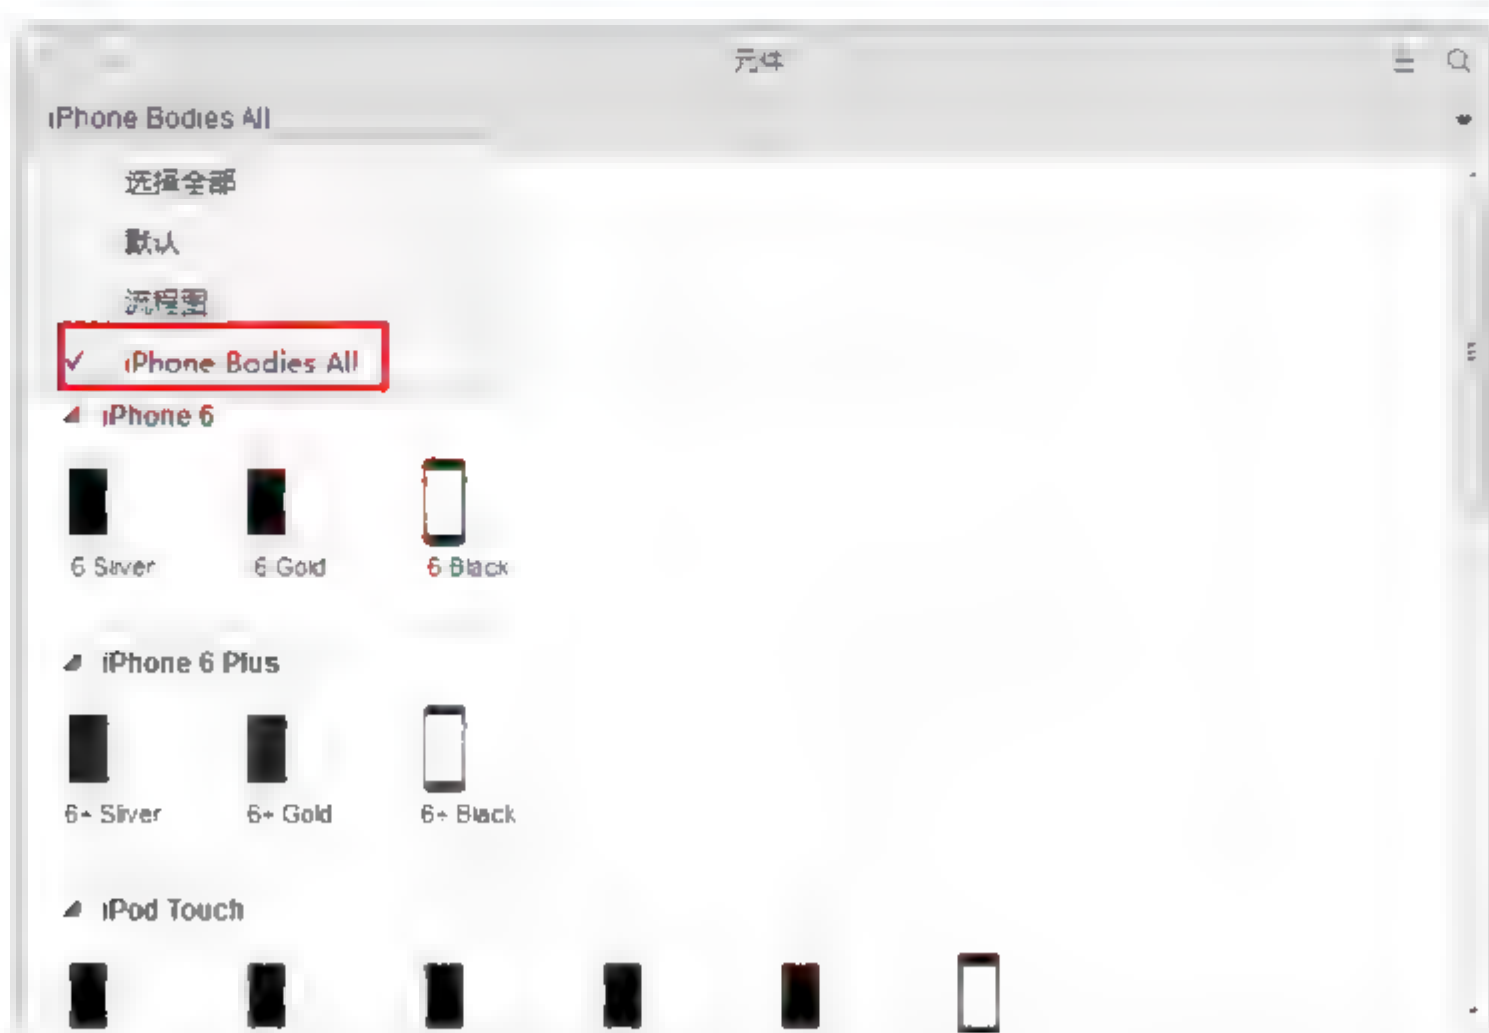 元件
iPhone Bodies All
选择全部
默认
流程图
iPhone Bodies All
iPhone 6
6 Silver 6 Gold 6 Black
iPhone 6 Plus
6+ Silver 6+ Gold 6+ Black
iPod Touch